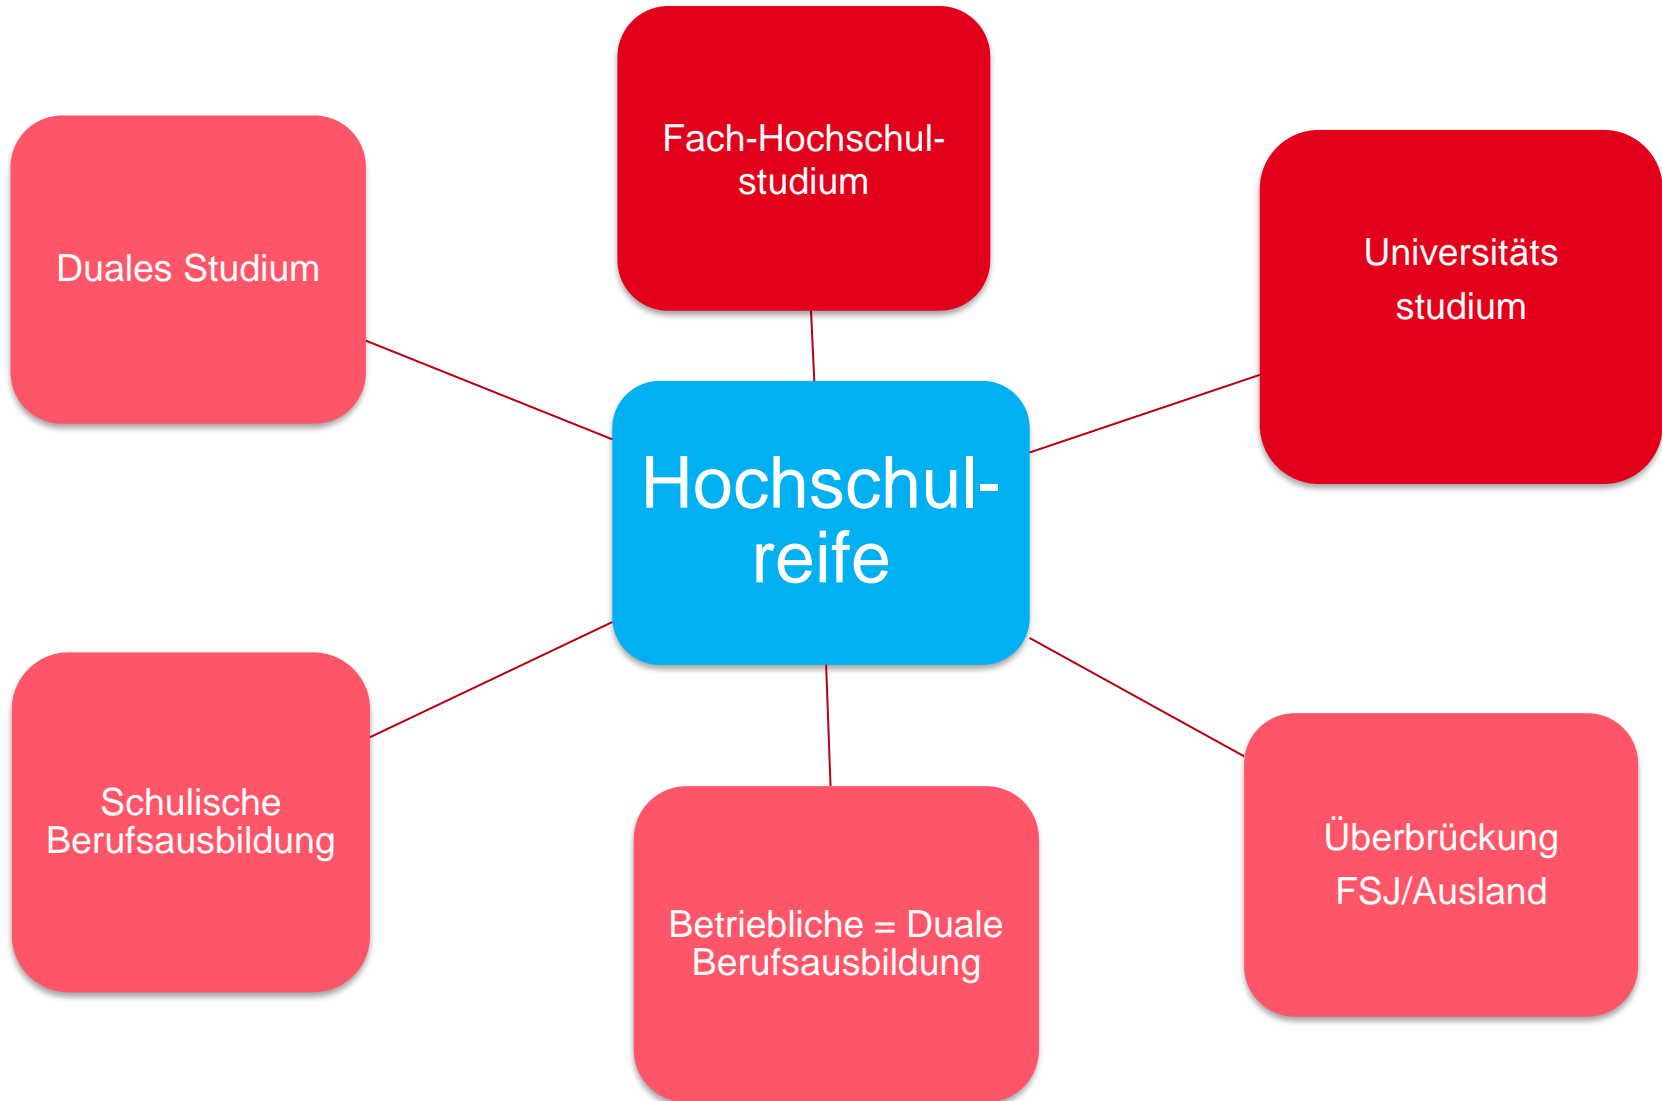 Fach-Hochschul-
studium
Duales Studium
Universitäts
studium
Hochschul-
reife
Schulische
Berufsausbildung
Überbrückung
FSJ/Ausland
Betriebliche = Duale
Berufsausbildung